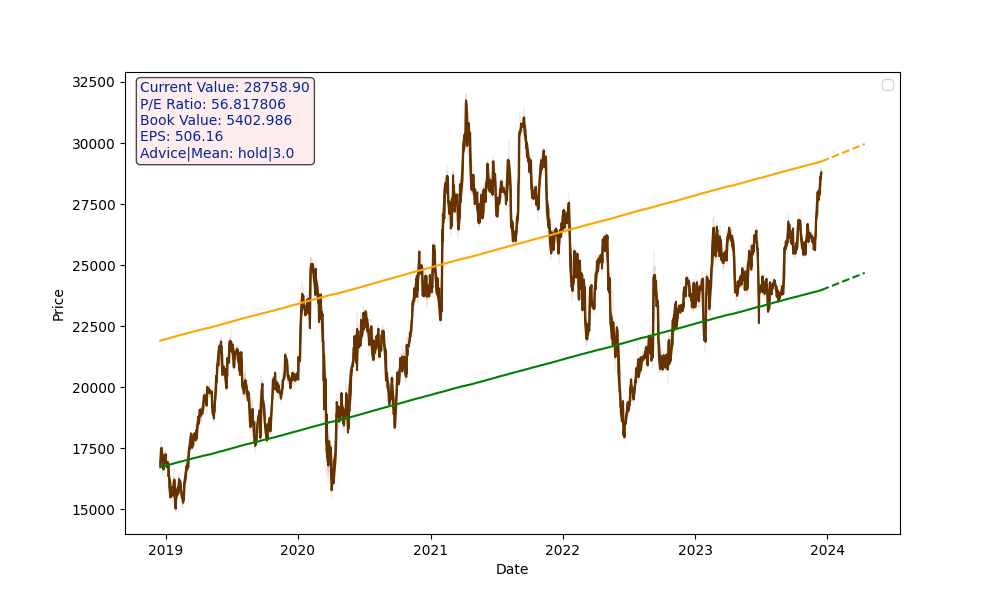 Current Value: 28758.90
P/E Ratio: 56.817806
Book Value: 5402.986
EPS: 506.16
Advice|Mean: hold|3.0
32500
30000
27500
25000
22500
20000
17500
15000
Price
2019 2020 2021 2022 2023 2024
Date